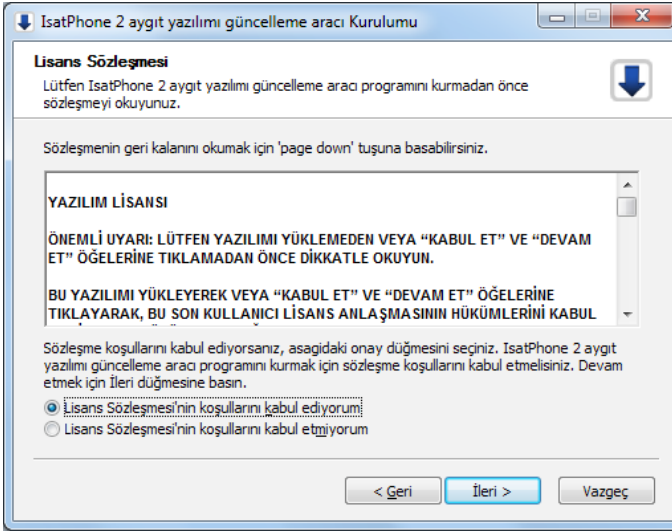 IsatPhone 2 aygıt yazılımı güncelleme aracı Kurulumu
Lisans Sözleşmesi
Lütfen IsatPhone 2 aygıt yazılımı güncelleme aracı programını kurmadan önce
sözleşmeyi okuyunuz.
Sözleşmenin geri kalanını okumak için 'page down' tuşuna basabilirsiniz.
YAZILIM LİSANSI
ÖNEMLİ UYARI: LÜTFEN YAZILIMI YÜKLEMEDEN VEYA “KABUL ET” VE “DEVAM
ET” ÖĞELERİNE TIKLAMADAN ÖNCE DİKKATLE OKUYUN.
BU YAZILIMI YÜKLEYEREK VEYA “KABUL ET” VE “DEVAM ET” ÖĞELERİNE
TIKLAYARAK, BU SON KULLANICI LİSANS ANLAŞMASININ HÜKÜMLERİNİ KABUL
Sözleşme koşullarını kabul ediyorsanız, asagidaki onay düğmesini seçiniz. IsatPhone 2 aygıt
yazılımı güncelleme aracı programını kurmak için sözleşme koşullarını kabul etmelisiniz. Devam
etmek için İleri düğmesine basın.
Lisans Sözleşmesi'nin koşullarını kabul ediyorum
Lisans Sözleşmesi'nin koşullarını kabul etmiyorum
< Geri
İleri >
Vazgeç